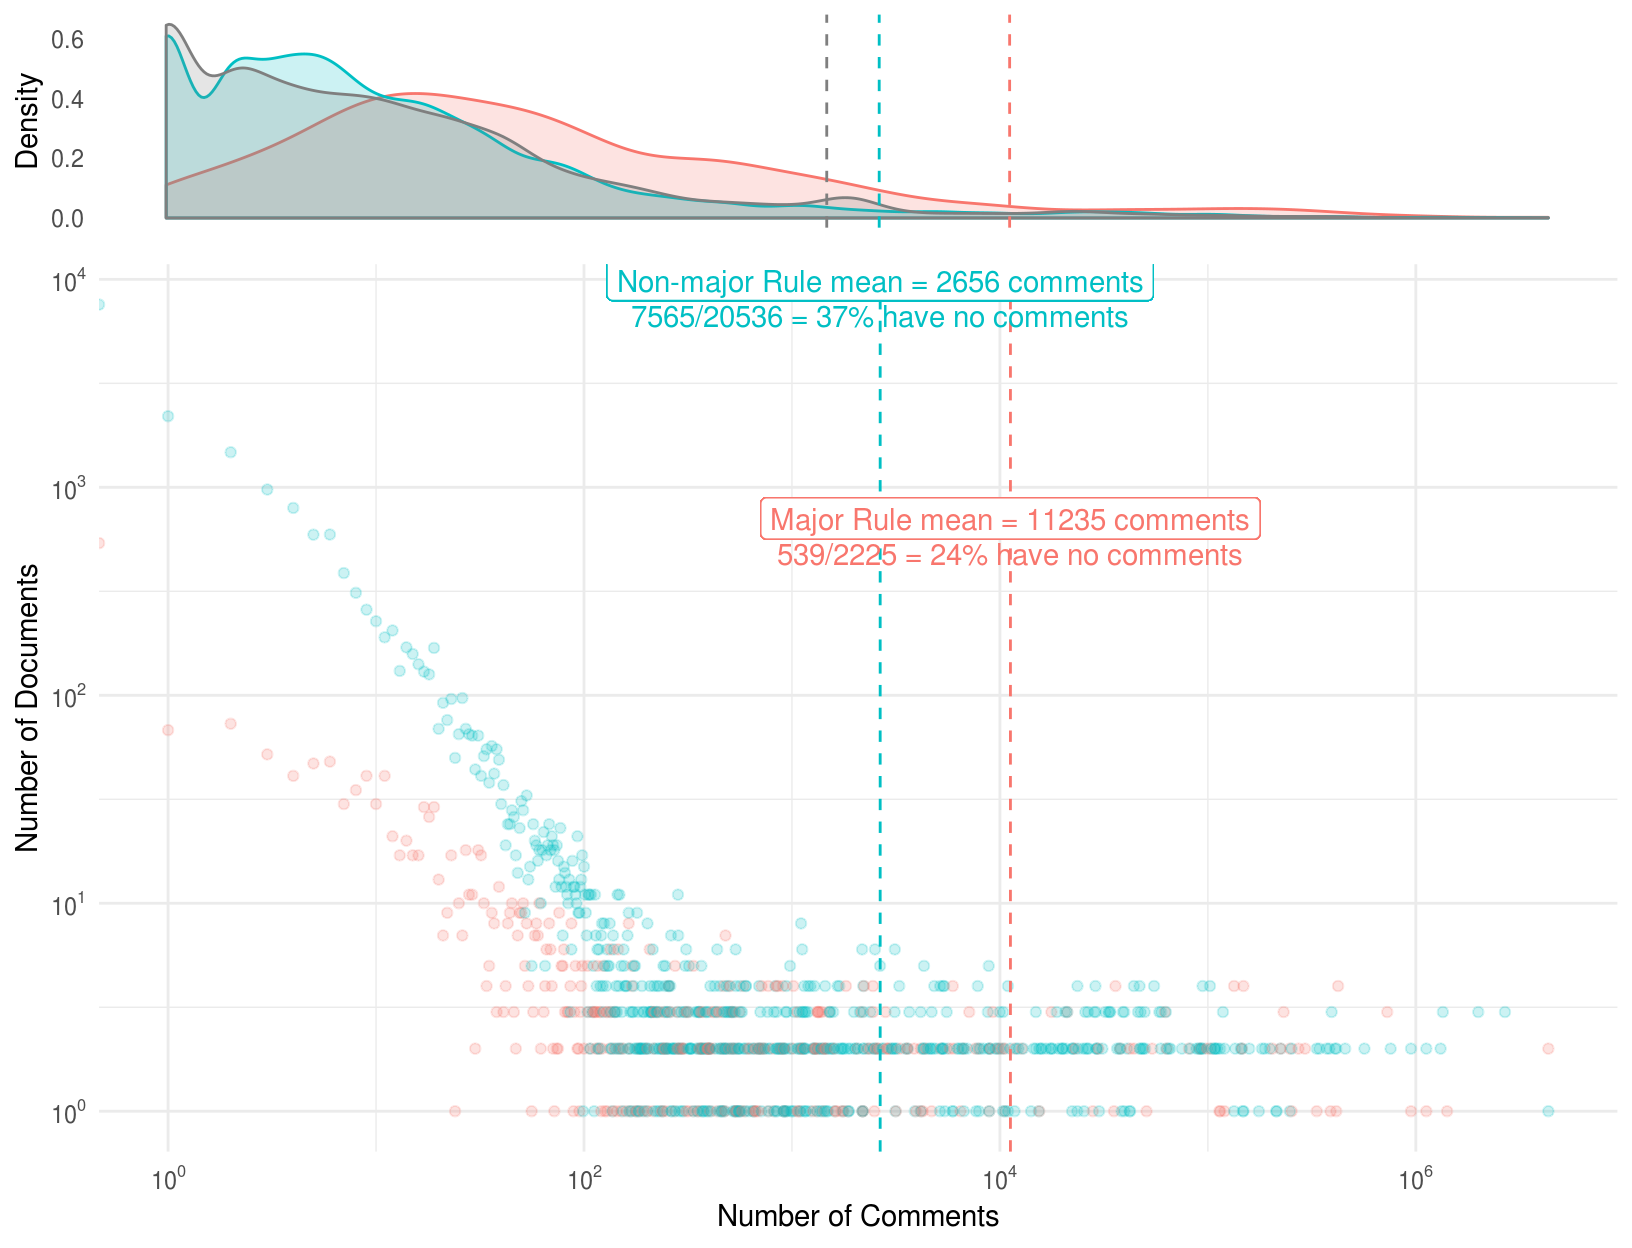 Density
0.6
0.4
0.2
0.0
Number of Documents
10⁴
10³
10²
10¹
10⁰
Non-major Rule mean = 2656 comments
7565/20536 = 37% have no comments
Major Rule mean = 11235 comments
539/2225 = 24% have no comments
10⁰ 10² 10⁴ 10⁶
Number of Comments